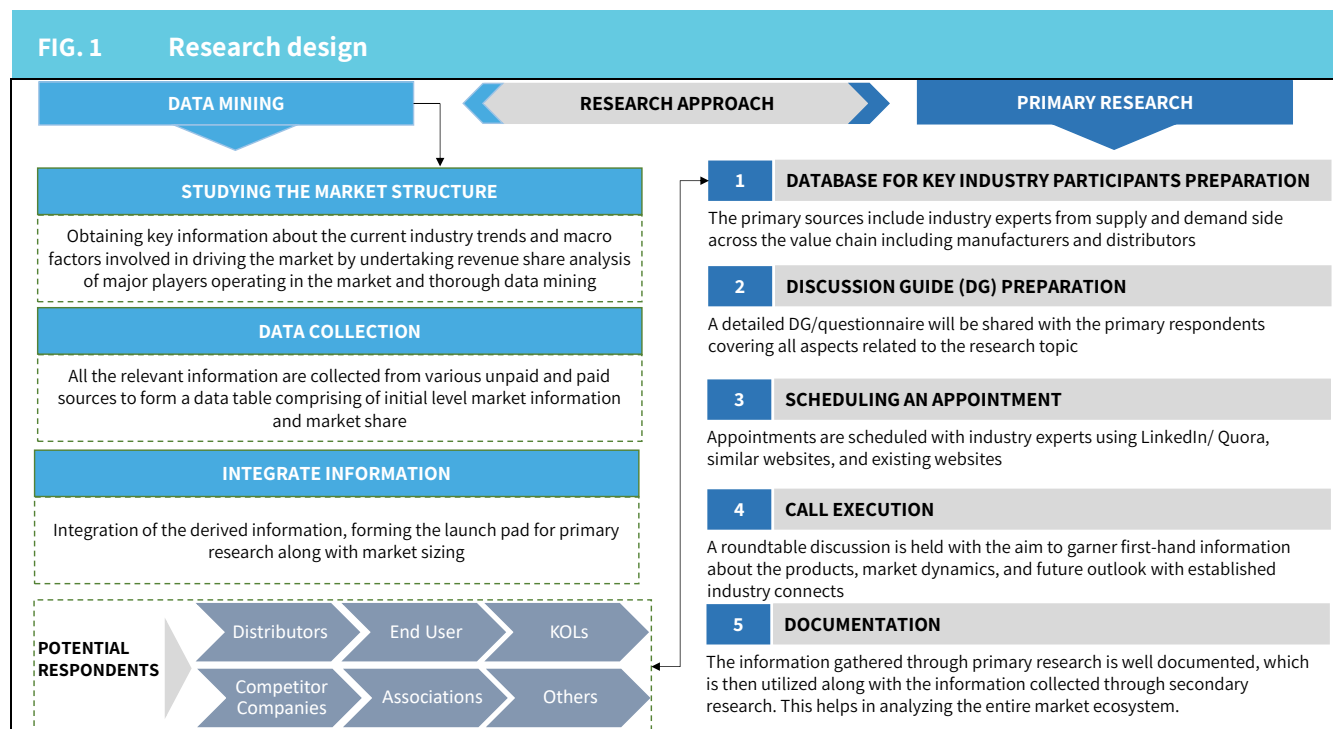 FIG. 1 Research design
DATA MINING
RESEARCH APPROACH
PRIMARY RESEARCH
STUDYING THE MARKET STRUCTURE
Obtaining key information about the current industry trends and macro
factors involved in driving the market by undertaking revenue share analysis
of major players operating in the market and thorough data mining
DATA COLLECTION
All the relevant information are collected from various unpaid and paid
sources to form a data table comprising of initial level market information
and market share
INTEGRATE INFORMATION
Integration of the derived information, forming the launch pad for primary
research along with market sizing
POTENTIAL
RESPONDENTS
Distributors
End User
KOLs
Competitor
Companies
Associations
Others
1 DATABASE FOR KEY INDUSTRY PARTICIPANTS PREPARATION
The primary sources include industry experts from supply and demand side
across the value chain including manufacturers and distributors
2 DISCUSSION GUIDE (DG) PREPARATION
A detailed DG/questionnaire will be shared with the primary respondents
covering all aspects related to the research topic
3 SCHEDULING AN APPOINTMENT
Appointments are scheduled with industry experts using LinkedIn/ Quora,
similar websites, and existing websites
4 CALL EXECUTION
A roundtable discussion is held with the aim to garner first-hand information
about the products, market dynamics, and future outlook with established
industry connects
5 DOCUMENTATION
The information gathered through primary research is well documented, which
is then utilized along with the information collected through secondary
research. This helps in analyzing the entire market ecosystem.